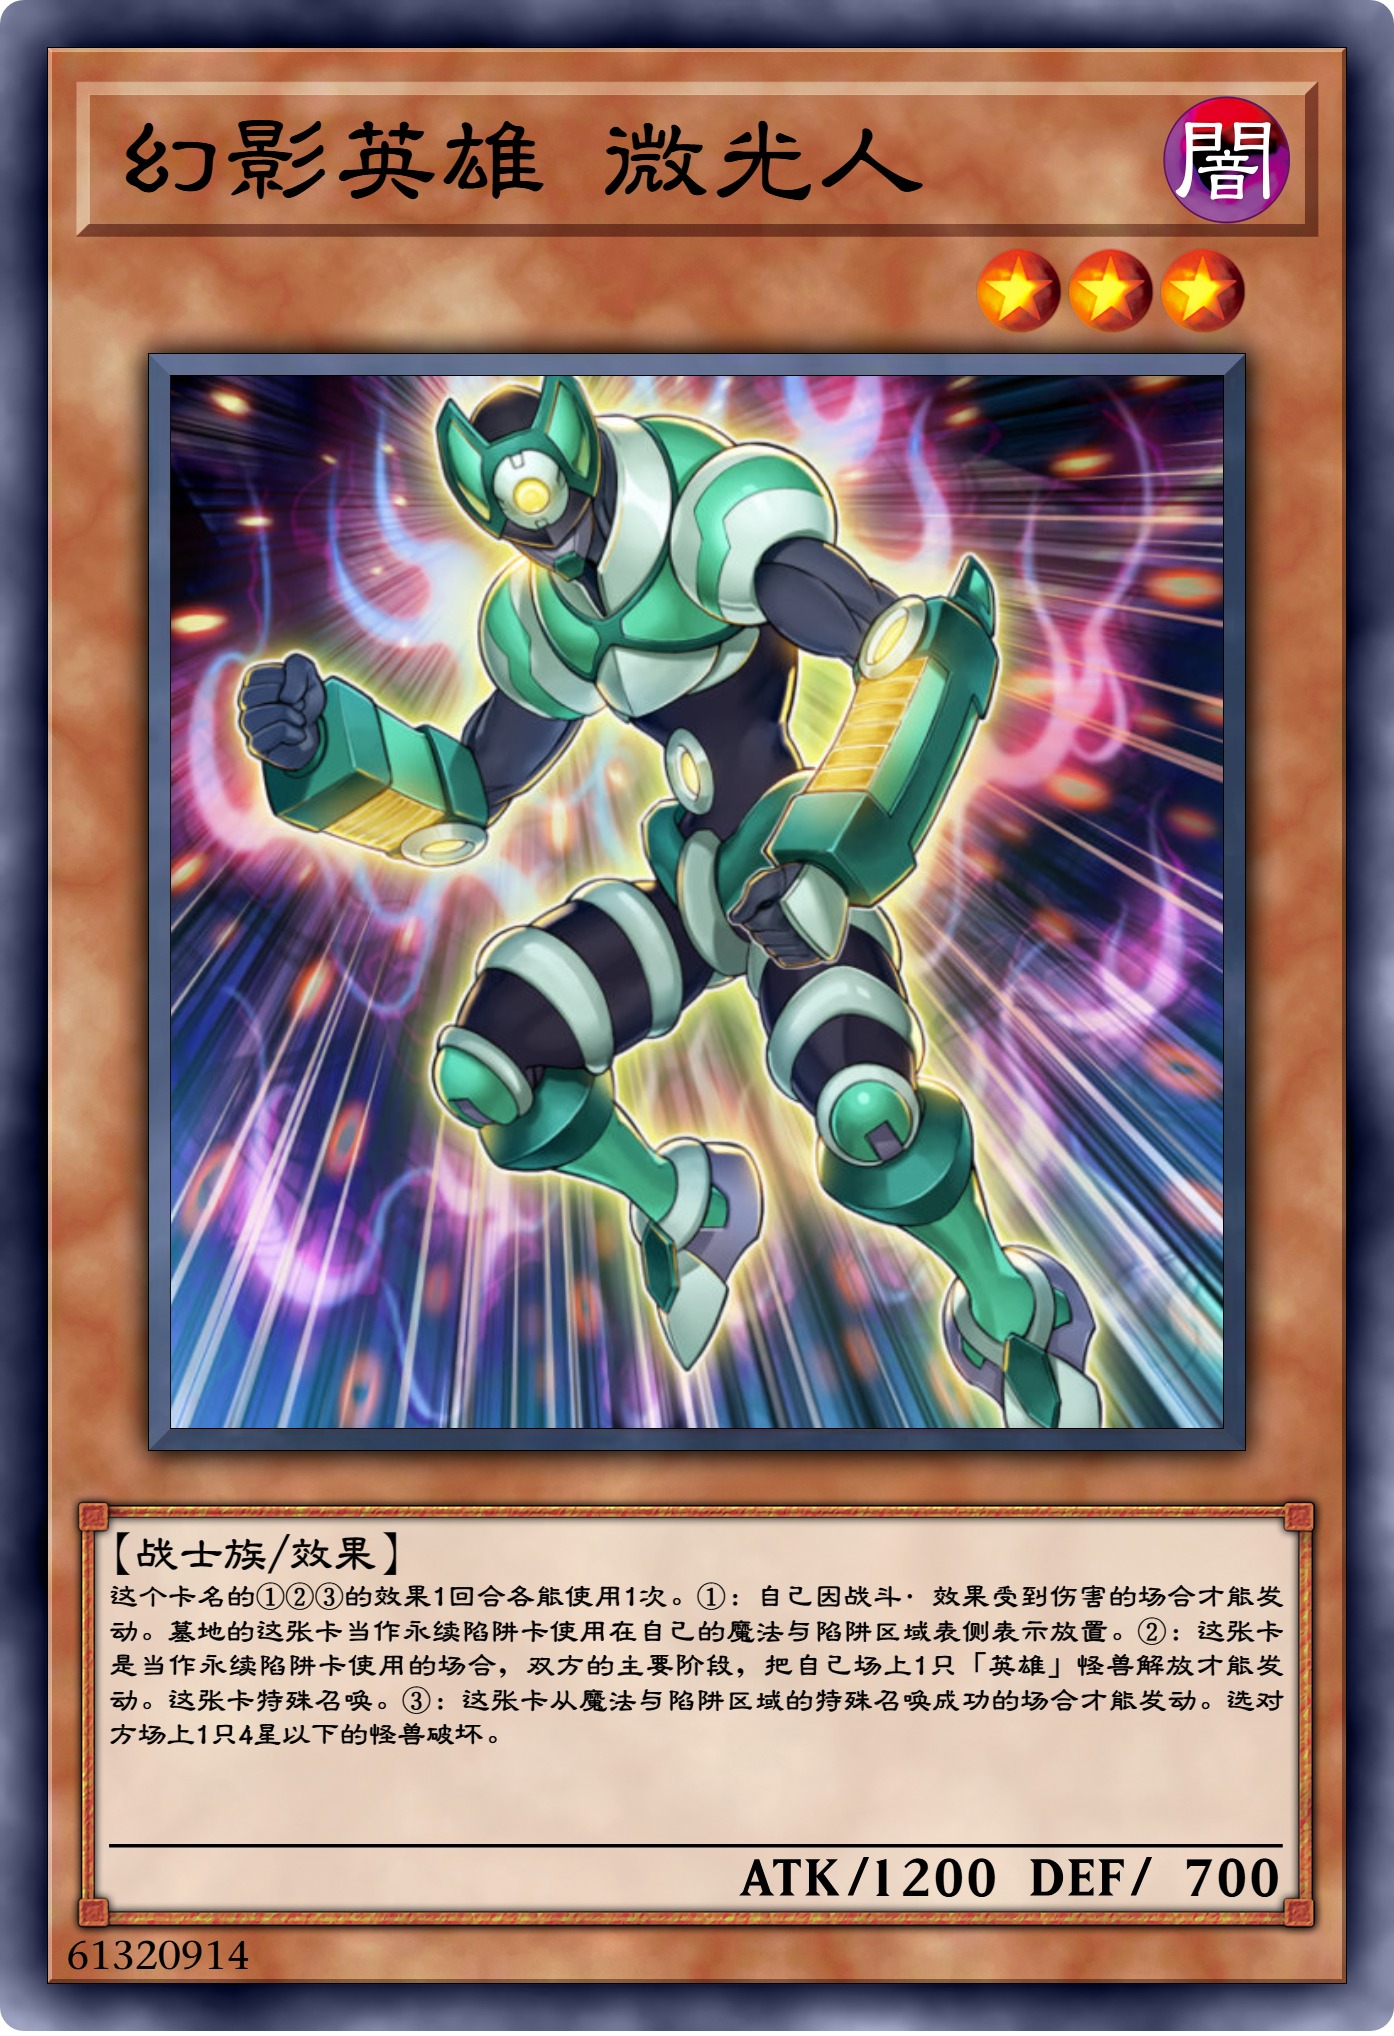 幻影英雄 微光人
闇
【战士族/效果】
这个卡名的①②③的效果1回合各能使用1次。①：自己因战斗·效果受到伤害的场合才能发
动。墓地的这张卡当作永续陷阱卡使用在自己的魔法与陷阱区域表侧表示放置。②：这张卡
是当作永续陷阱卡使用的场合，双方的主要阶段，把自己场上1只「英雄」怪兽解放才能发
动。这张卡特殊召唤。③：这张卡从魔法与陷阱区域的特殊召唤成功的场合才能发动。选对
方场上1只4星以下的怪兽破坏。
ATK/1200 DEF/ 700
61320914